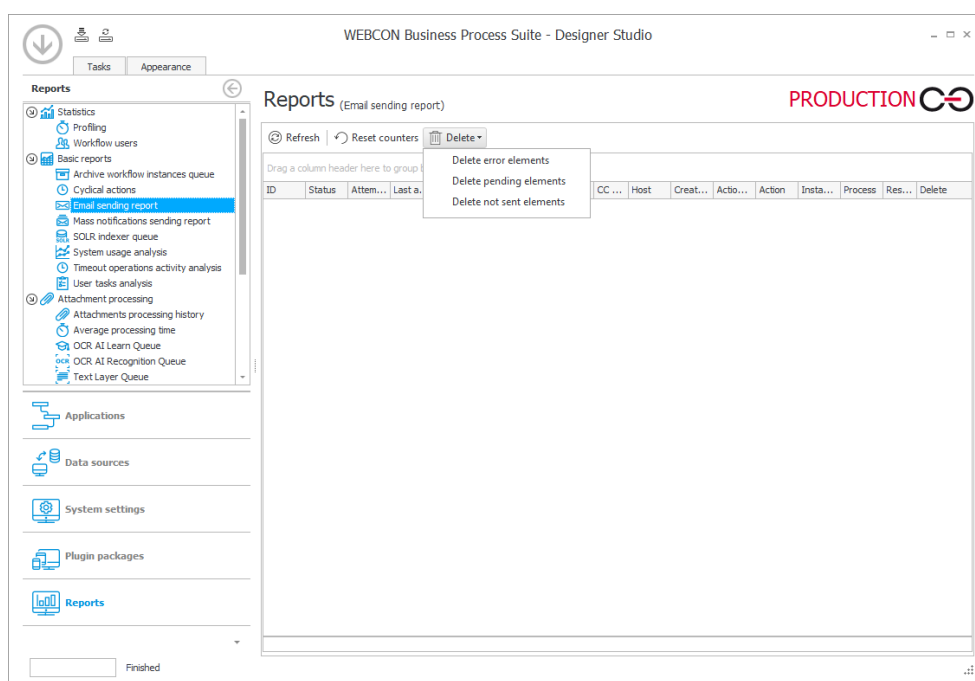 WEBCON Business Process Suite - Designer Studio
Tasks Appearance
Reports
Statistics
Profiling
Workflow users
Basic reports
Archive workflow instances queue
Cydical actions
Email sending report
SOLR
Mass notifications sending report
SOLR indexer queue
System usage analysis
Timeout operations activity analysis
User tasks analysis
Attachment processing
Attachments processing history
Average processing time
OCR AI Learn Queue
OCR
OCR AI Recognition Queue
Text Layer Queue
Applications
Data sources
System settings
Plugin packages
Reports
Finished
Reports (Email sending report)
PRODUCTION
Refresh Reset counters Delete
Delete error elements
Delete pending elements
Delete not sent elements
Drag a column header here to group
ID Status Attem... Last a. CC ... Host Creat... Actio... Action Insta... Process Res... Delete